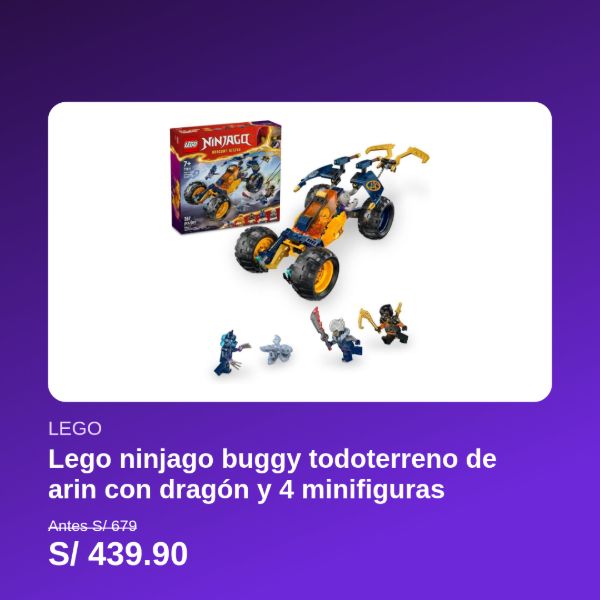 LEGO
NINJAGO
7+
LEGO
Lego ninjago buggy todoterreno de
arin con dragón y 4 minifiguras
Antes S/ 679
S/ 439.90